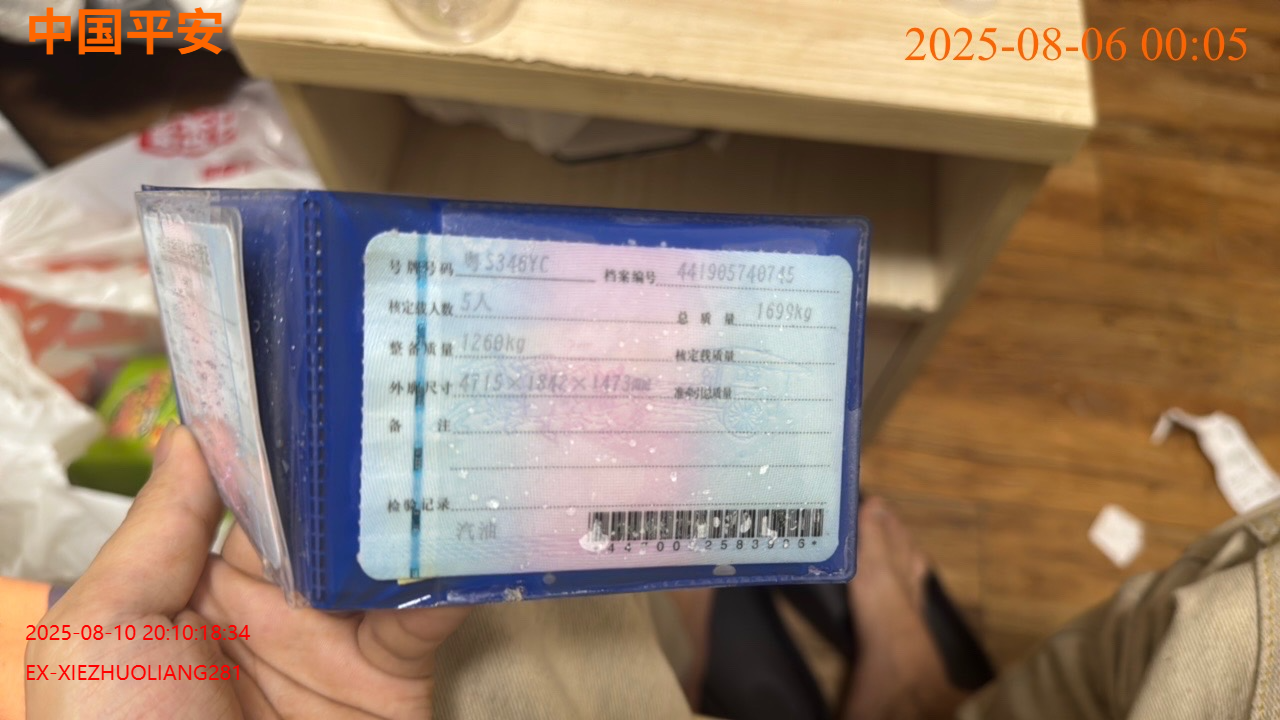 中国平安
2025-08-06 00:05
号牌号码 粤S346YC 档案编号 441905740745
核定载人数 5人 总质量 1699kg
整备质量 1260kg 核定载质量
外廓尺寸 4715×1842×1473mm 准牵引总质量
备注
检验记录
汽油
2025-08-10 20:10:18:34
EX-XIEZHUOLIANG281